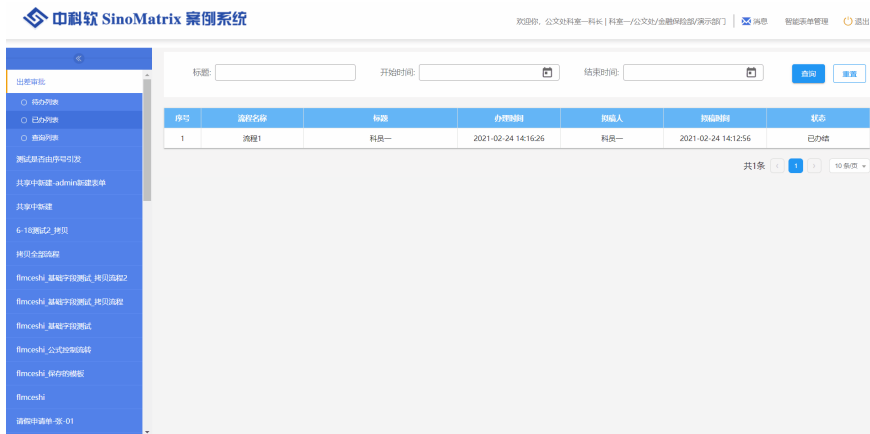 中科软 SinoMatrix 案例系统
欢迎你、公文处科室一科长 | 科室一/公文处/金融保险部/演示部门 消息 智能表单管理 退出
标题: 开始时间: 结束时间: 查询 重置
出差审批
待办列表
已办列表
查询列表
测试是否由序号引发
共享中新建-admin新建表单
共享中新建
6-18测试2_拷贝
拷贝全部流程
flmceshi_基础字段测试_拷贝流程2
flmceshi_基础字段测试_拷贝流程
flmceshi_基础字段测试
flmceshi_公式控制流转
flmceshi_保存的模板
flmceshi
请假申请单-张-01
序号 流程名称 标题 办理时间 拟稿人 拟稿时间 状态
1 流程1 科员一 2021-02-24 14:16:26 科员一 2021-02-24 14:12:56 已办结
共1条 1 10 条/页